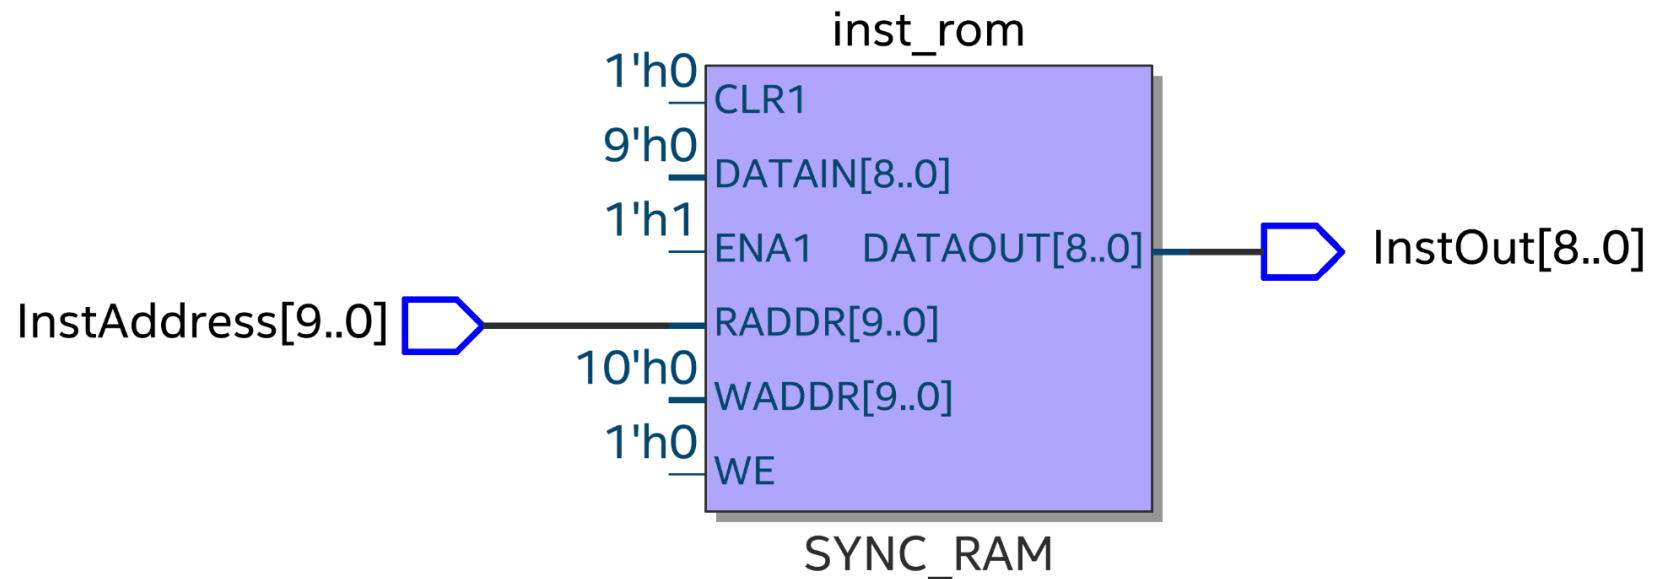 inst_rom
1'h0
CLR1
9'h0
DATAIN[8..0]
1'h1
ENA1 DATAOUT[8..0]
InstOut[8..0]
InstAddress[9..0]
RADDR[9..0]
10'h0
WADDR[9..0]
1'h0
WE
SYNC_RAM